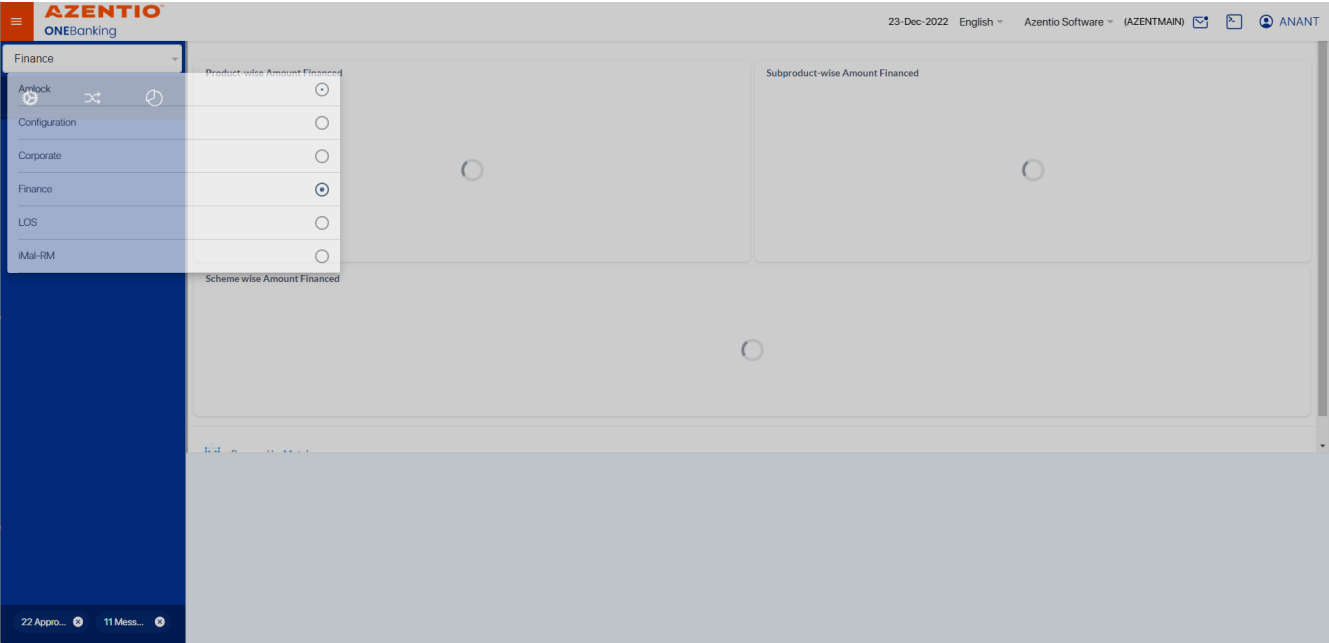 AZENTIO
ONEBanking
23-Dec-2022 English Azentio Software (AZENTMAIN) ANANT
Finance
Product-wise Amount Financed
Subproduct-wise Amount Financed
Amlock
Configuration
Corporate
Finance
LOS
iMal-RM
Scheme wise Amount Financed
22 Appro... 11 Mess...